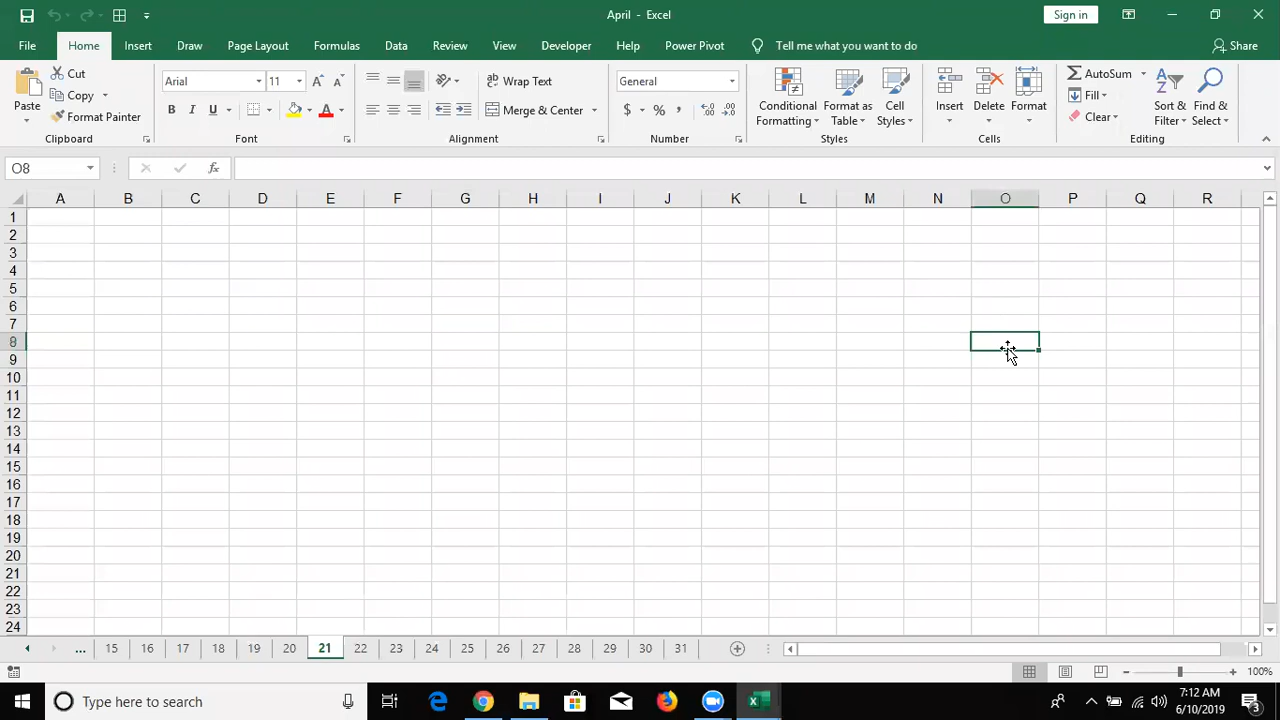 April - Excel
Sign in
File Home Insert Draw Page Layout Formulas Data Review View Developer Help Power Pivot Tell me what you want to do Share
Paste
Cut
Copy
Format Painter
Clipboard
Arial 11
B I U
Font
Wrap Text
Merge & Center
Alignment
General
$ % ,
Number
Conditional Formatting
Format as Table
Cell Styles
Styles
Insert Delete Format
Cells
AutoSum
Fill
Clear
Sort & Filter
Find & Select
Editing
O8 fx
A B C D E F G H I J K L M N O P Q R
1
2
3
4
5
6
7
8
9
10
11
12
13
14
15
16
17
18
19
20
21
22
23
24
... 15 16 17 18 19 20 21 22 23 24 25 26 27 28 29 30 31
100%
Type here to search
7:12 AM
6/10/2019
3